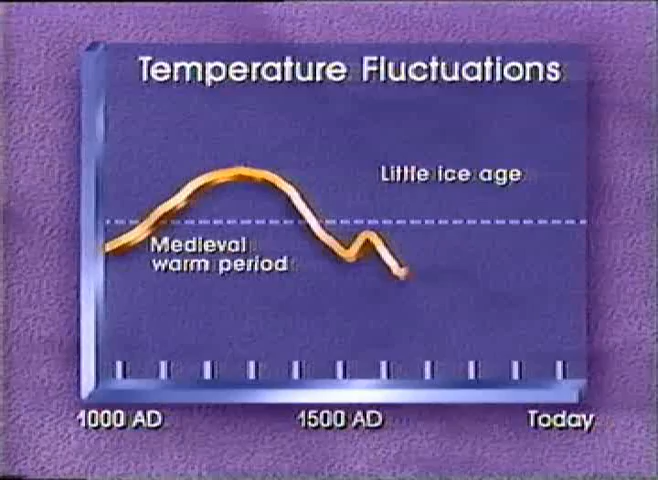 Temperature Fluctuations
Little ice age
Medieval
warm period
1000 AD
1500 AD
Today